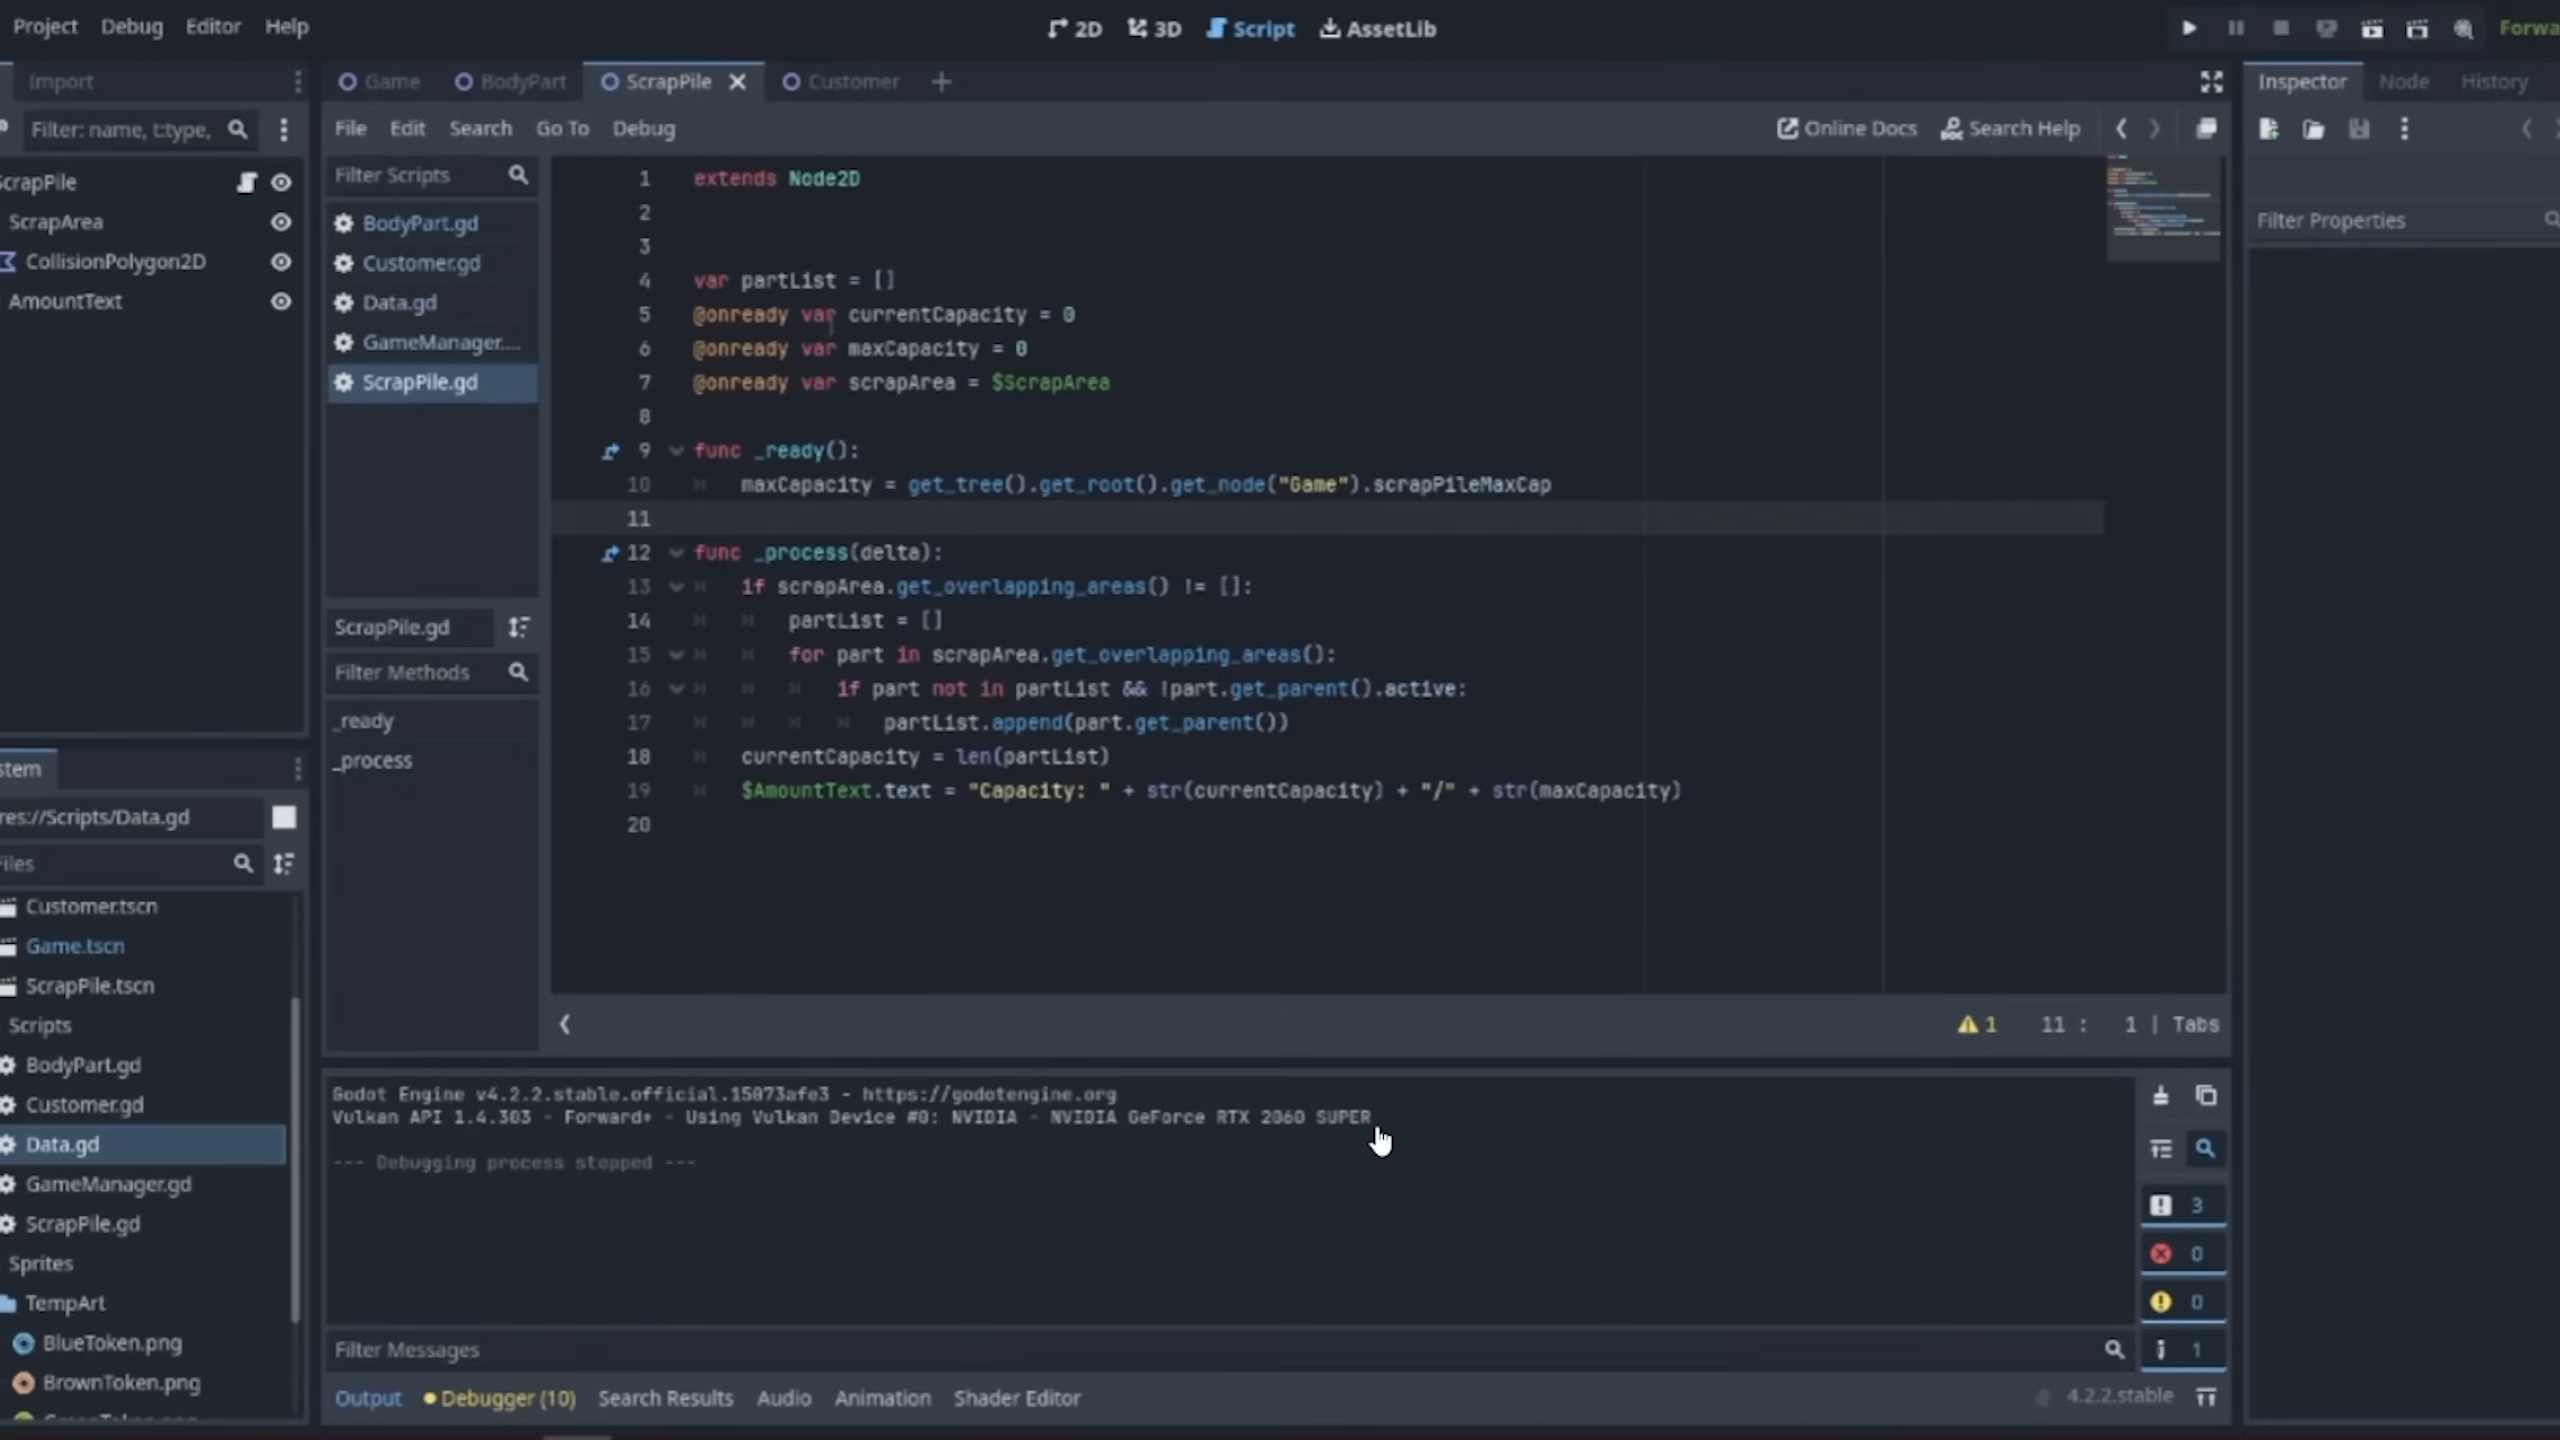 Project Debug Editor Help
2D 3D Script AssetLib
Forwa
Import
Game BodyPart ScrapPile Customer
Inspector Node History
Filter: name, t:type,
File Edit Search Go To Debug
Online Docs Search Help
crapPile
ScrapArea
CollisionPolygon2D
AmountText
Filter Scripts
BodyPart.gd
Customer.gd
Data.gd
GameManager....
ScrapPile.gd
ScrapPile.gd
Filter Methods
_ready
_process
1 extends Node2D
2
3
4 var partList = []
5 @onready var currentCapacity = 0
6 @onready var maxCapacity = 0
7 @onready var scrapArea = $ScrapArea
8
9 func _ready():
10 maxCapacity = get_tree().get_root().get_node("Game").scrapPileMaxCap
11
12 func _process(delta):
13 if scrapArea.get_overlapping_areas() != []:
14 partList = []
15 for part in scrapArea.get_overlapping_areas():
16 if part not in partList && !part.get_parent().active:
17 partList.append(part.get_parent())
18 currentCapacity = len(partList)
19 $AmountText.text = "Capacity: " + str(currentCapacity) + "/" + str(maxCapacity)
20
Filter Properties
stem
res://Scripts/Data.gd
Files
Customer.tscn
Game.tscn
ScrapPile.tscn
Scripts
BodyPart.gd
Customer.gd
Data.gd
GameManager.gd
ScrapPile.gd
Sprites
TempArt
BlueToken.png
BrownToken.png
1 11 : 1 | Tabs
Godot Engine v4.2.2.stable.official.15073afe3 - https://godotengine.org
Vulkan API 1.4.303 - Forward+ - Using Vulkan Device #0: NVIDIA - NVIDIA GeForce RTX 2060 SUPER
--- Debugging process stopped ---
3
0
0
1
Filter Messages
Output Debugger (10) Search Results Audio Animation Shader Editor
4.2.2.stable